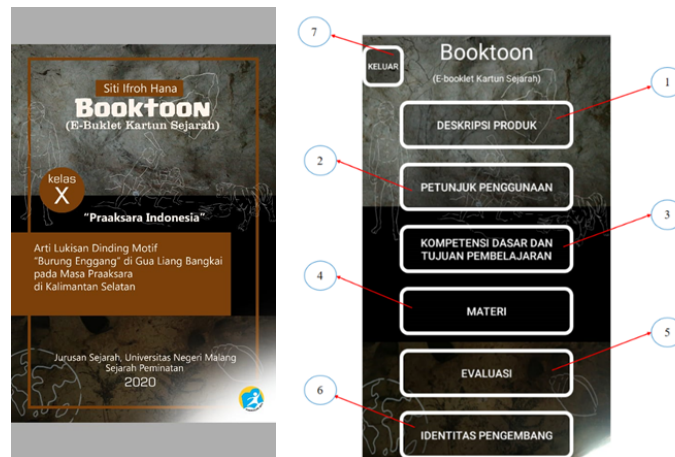 Siti Ifroh Hana
BOOKTOON
(E-Buklet Kartun Sejarah)
kelas
X
"Praaksara Indonesia"
Arti Lukisan Dinding Motif
"Burung Enggang" di Gua Liang Bangkai
pada Masa Praaksara
di Kalimantan Selatan
Jurusan Sejarah, Universitas Negeri Malang
Sejarah Peminatan
2020
7
KELUAR
Booktoon
(E-booklet Kartun Sejarah)
1
DESKRIPSI PRODUK
2
PETUNJUK PENGGUNAAN
3
KOMPETENSI DASAR DAN
TUJUAN PEMBELAJARAN
4
MATERI
5
EVALUASI
6
IDENTITAS PENGEMBANG